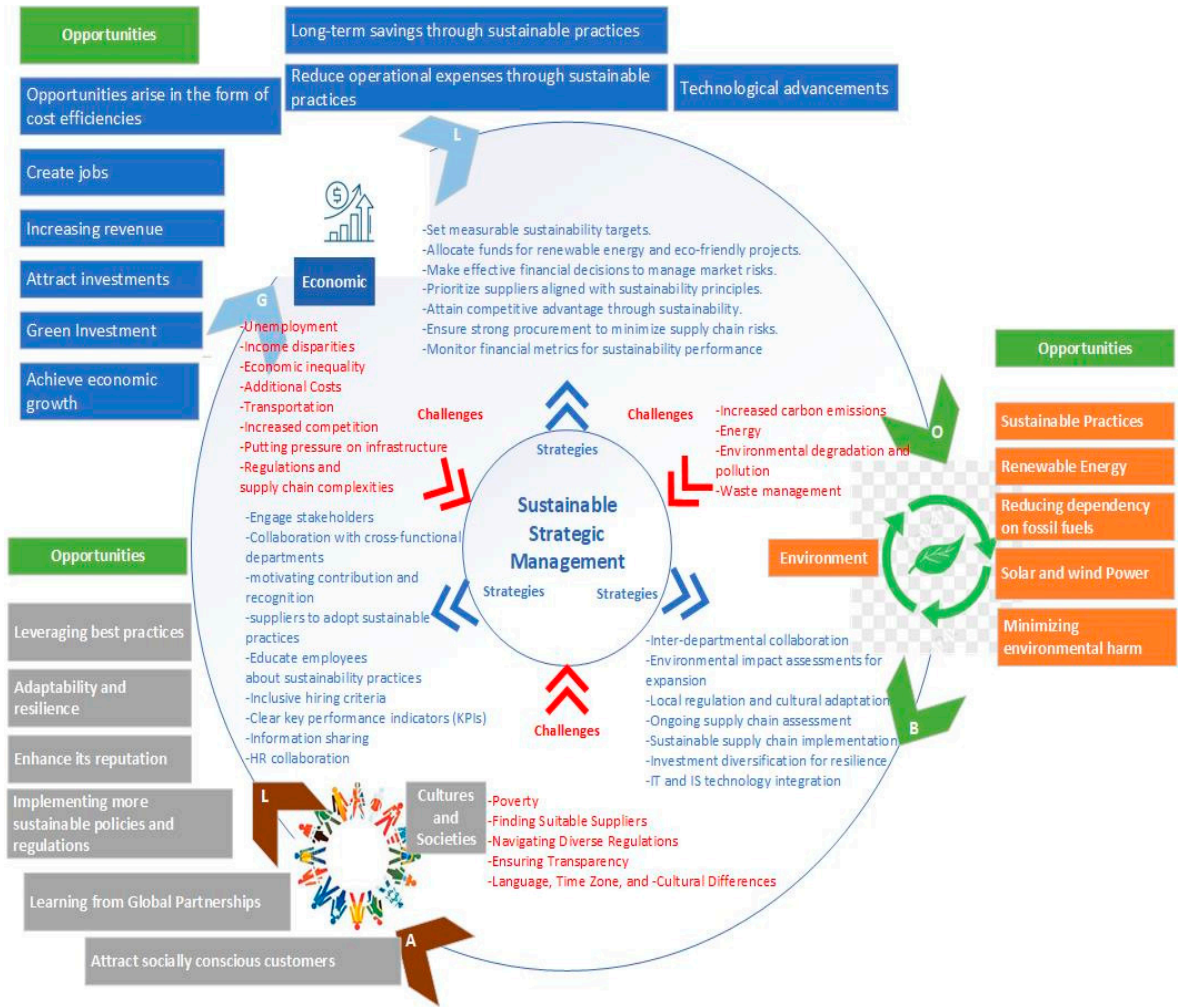 Opportunities
Opportunities arise in the form of
cost efficiencies
Create jobs
Increasing revenue
Attract investments
Green Investment
Achieve economic
growth
Long-term savings through sustainable practices
Reduce operational expenses through sustainable
practices
Technological advancements
L
G
Economic
-Set measurable sustainability targets.
-Allocate funds for renewable energy and eco-friendly projects.
-Make effective financial decisions to manage market risks.
-Prioritize suppliers aligned with sustainability principles.
-Attain competitive advantage through sustainability.
-Ensure strong procurement to minimize supply chain risks.
-Monitor financial metrics for sustainability performance
-Unemployment
-Income disparities
-Economic inequality
-Additional Costs
-Transportation
-Increased competition
-Putting pressure on infrastructure
-Regulations and
supply chain complexities
Challenges
Strategies
Challenges
-Increased carbon emissions
-Energy
-Environmental degradation and
pollution
-Waste management
O
Opportunities
Sustainable Practices
Renewable Energy
Reducing dependency
on fossil fuels
Solar and wind Power
Minimizing
environmental harm
Environment
Sustainable
Strategic
Management
Strategies
Strategies
-Engage stakeholders
-Collaboration with cross-functional
departments
-motivating contribution and
recognition
-suppliers to adopt sustainable
practices
-Educate employees
about sustainability practices
-Inclusive hiring criteria
-Clear key performance indicators (KPIs)
-Information sharing
-HR collaboration
-Inter-departmental collaboration
-Environmental impact assessments for
expansion
-Local regulation and cultural adaptation
-Ongoing supply chain assessment
-Sustainable supply chain implementation
-Investment diversification for resilience
-IT and IS technology integration
B
Challenges
Opportunities
Leveraging best practices
Adaptability and
resilience
Enhance its reputation
Implementing more
sustainable policies and
regulations
Learning from Global Partnerships
Attract socially conscious customers
L
Cultures
and
Societies
-Poverty
-Finding Suitable Suppliers
-Navigating Diverse Regulations
-Ensuring Transparency
-Language, Time Zone, and -Cultural Differences
A